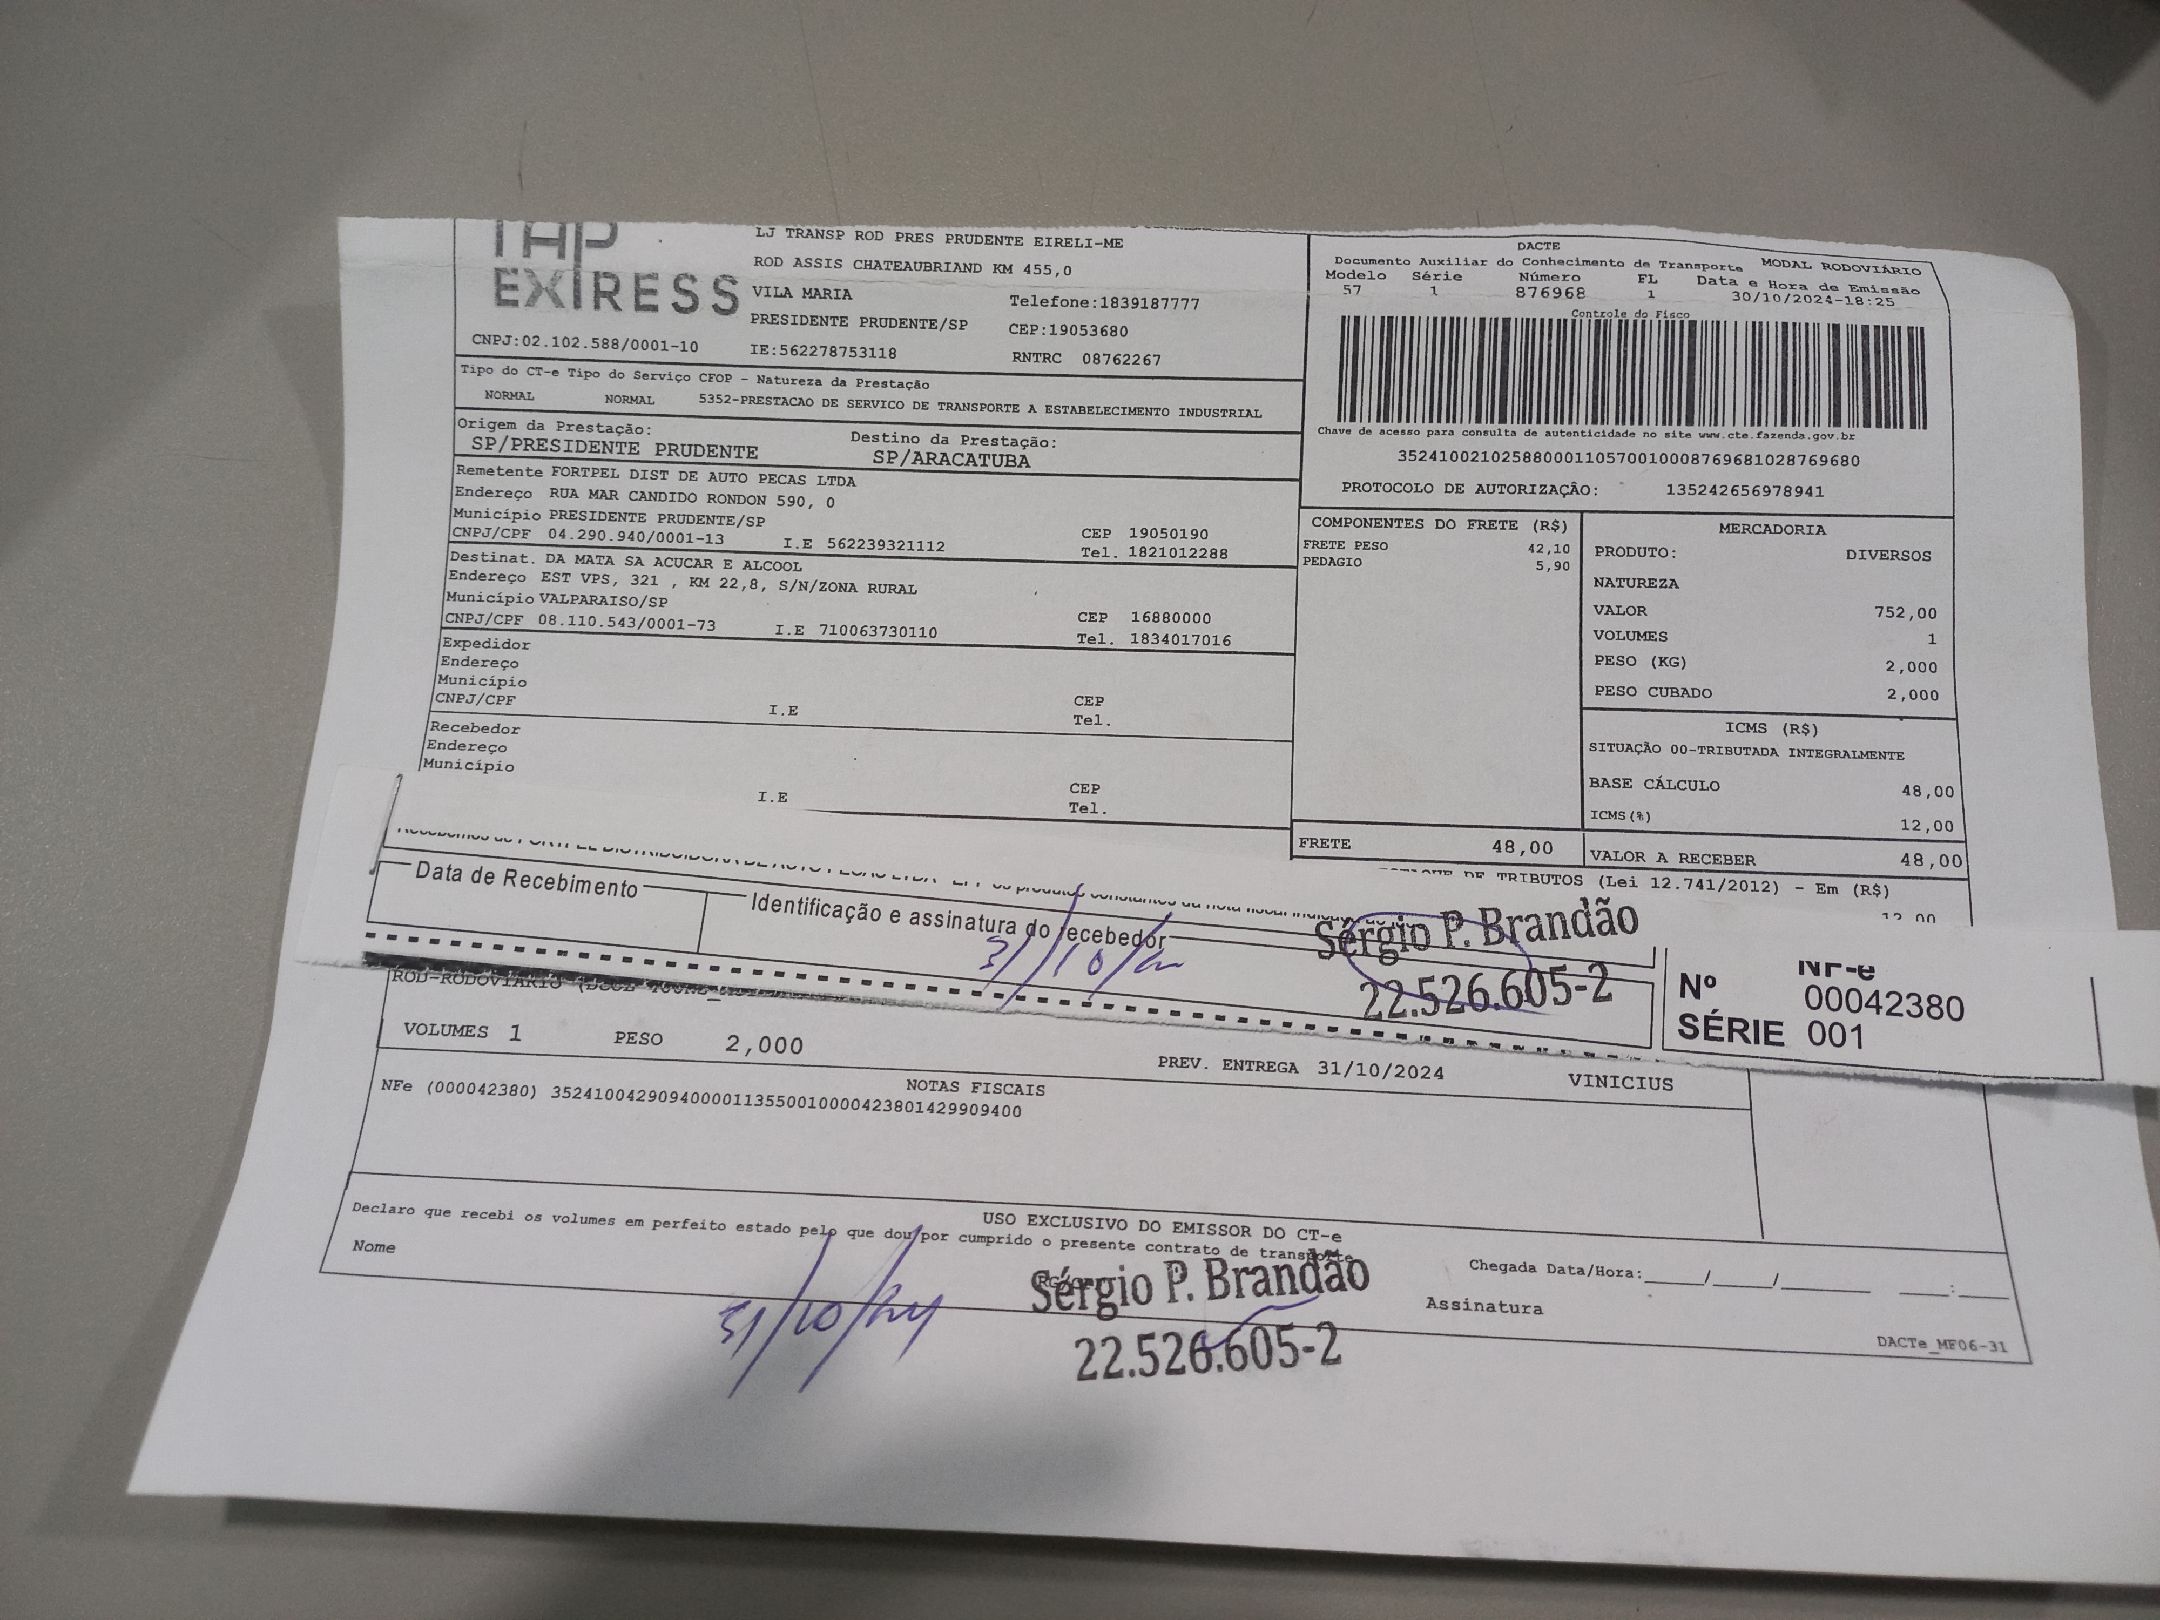 TAP
EXIRESS
LJ TRANSP ROD PRES PRUDENTE EIRELI-ME
ROD ASSIS CHATEAUBRIAND KM 455,0
VILA MARIA Telefone:1839187777
PRESIDENTE PRUDENTE/SP CEP:19053680
CNPJ:02.102.588/0001-10 IE:562278753118 RNTRC 08762267
DACTE
Documento Auxiliar do Conhecimento de Transporte MODAL RODOVIÁRIO
Modelo Série Número FL Data e Hora de Emissão
57 1 876968 1 30/10/2024-18:25
Controle do Fisco
Chave de acesso para consulta de autenticidade no site www.cte.fazenda.gov.br
35241002102588000110570010008769681028769680
PROTOCOLO DE AUTORIZAÇÃO: 135242656978941
Tipo do CT-e Tipo do Serviço CFOP - Natureza da Prestação
NORMAL NORMAL 5352-PRESTACAO DE SERVICO DE TRANSPORTE A ESTABELECIMENTO INDUSTRIAL
Origem da Prestação: Destino da Prestação:
SP/PRESIDENTE PRUDENTE SP/ARACATUBA
Remetente FORTPEL DIST DE AUTO PECAS LTDA
Endereço RUA MAR CANDIDO RONDON 590, 0
Município PRESIDENTE PRUDENTE/SP CEP 19050190
CNPJ/CPF 04.290.940/0001-13 I.E 562239321112 Tel. 1821012288
Destinat. DA MATA SA ACUCAR E ALCOOL
Endereço EST VPS, 321 , KM 22,8, S/N/ZONA RURAL
Município VALPARAISO/SP CEP 16880000
CNPJ/CPF 08.110.543/0001-73 I.E 710063730110 Tel. 1834017016
Expedidor
Endereço
Município CEP
CNPJ/CPF I.E Tel.
Recebedor
Endereço
Município CEP
I.E Tel.
COMPONENTES DO FRETE (R$)
FRETE PESO 42,10
PEDAGIO 5,90
FRETE 48,00
MERCADORIA
PRODUTO: DIVERSOS
NATUREZA
VALOR 752,00
VOLUMES 1
PESO (KG) 2,000
PESO CUBADO 2,000
ICMS (R$)
SITUAÇÃO 00-TRIBUTADA INTEGRALMENTE
BASE CÁLCULO 48,00
ICMS(%) 12,00
VALOR A RECEBER 48,00
DE TRIBUTOS (Lei 12.741/2012) - Em (R$)
12,00
Data de Recebimento
Identificação e assinatura do recebedor
31/10/24
Sérgio P. Brandão
22.526.605-2
NF-e
Nº 00042380
SÉRIE 001
ROD-RODOVIÁRIO
VOLUMES 1 PESO 2,000 PREV. ENTREGA 31/10/2024 VINICIUS
NOTAS FISCAIS
NFe (000042380) 35241004290940000113550010000423801429909400
USO EXCLUSIVO DO EMISSOR DO CT-e
Declaro que recebi os volumes em perfeito estado pelo que dou por cumprido o presente contrato de transporte
Nome Chegada Data/Hora:_____/_____/_______ ____:____
31/10/24
Sérgio P. Brandão
22.526.605-2
Assinatura
DACTe_MF06-31